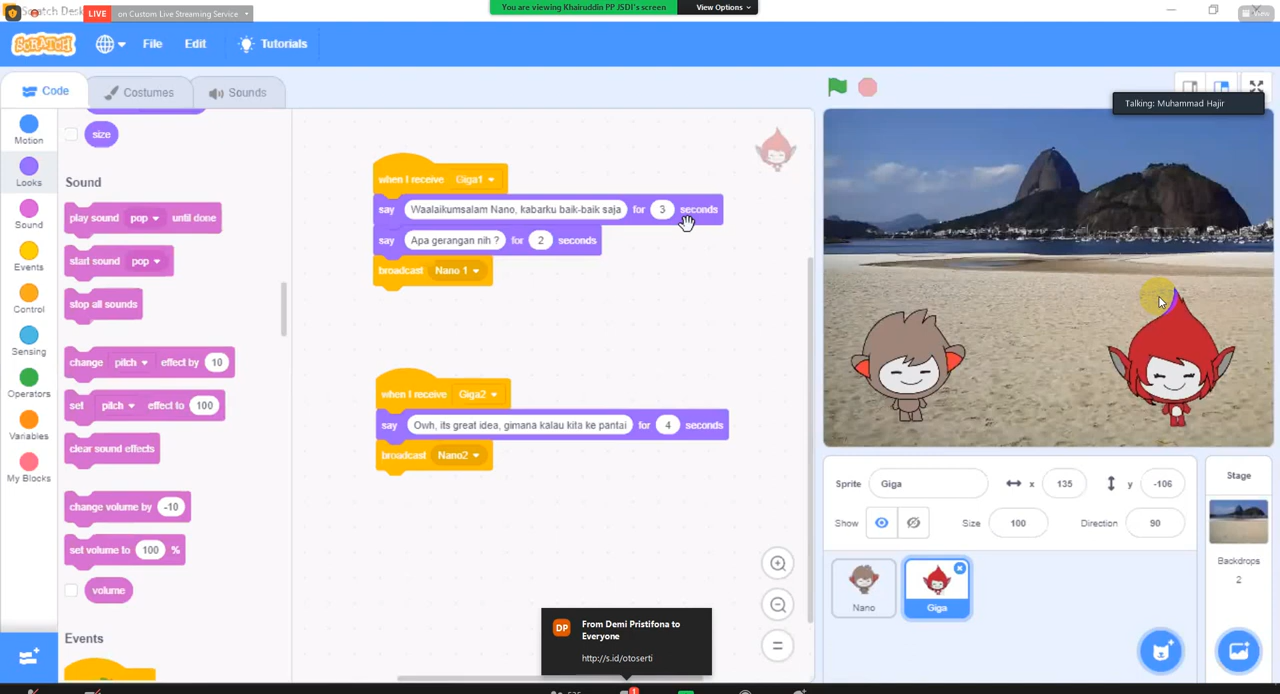 Scratch Desk
LIVE on Custom Live Streaming Service
You are viewing Khairuddin PP JSDI's screen
View Options
View
SCRATCH
File
Edit
Tutorials
Code
Costumes
Sounds
Talking: Muhammad Hajir
Motion
Looks
Sound
Events
Control
Sensing
Operators
Variables
My Blocks
size
Sound
play sound pop until done
start sound pop
stop all sounds
change pitch effect by 10
set pitch effect to 100
clear sound effects
change volume by -10
set volume to 100 %
volume
Events
when I receive Giga1
say Waalaikumsalam Nano, kabarku baik-baik saja for 3 seconds
say Apa gerangan nih ? for 2 seconds
broadcast Nano 1
when I receive Giga2
say Owh, its great idea, gimana kalau kita ke pantai for 4 seconds
broadcast Nano2
Sprite Giga x 135 y -106
Show Size 100 Direction 90
Nano
Giga
Stage
Backdrops
2
DP
From Demi Pristifona to
Everyone
http://s.id/otoserti
1